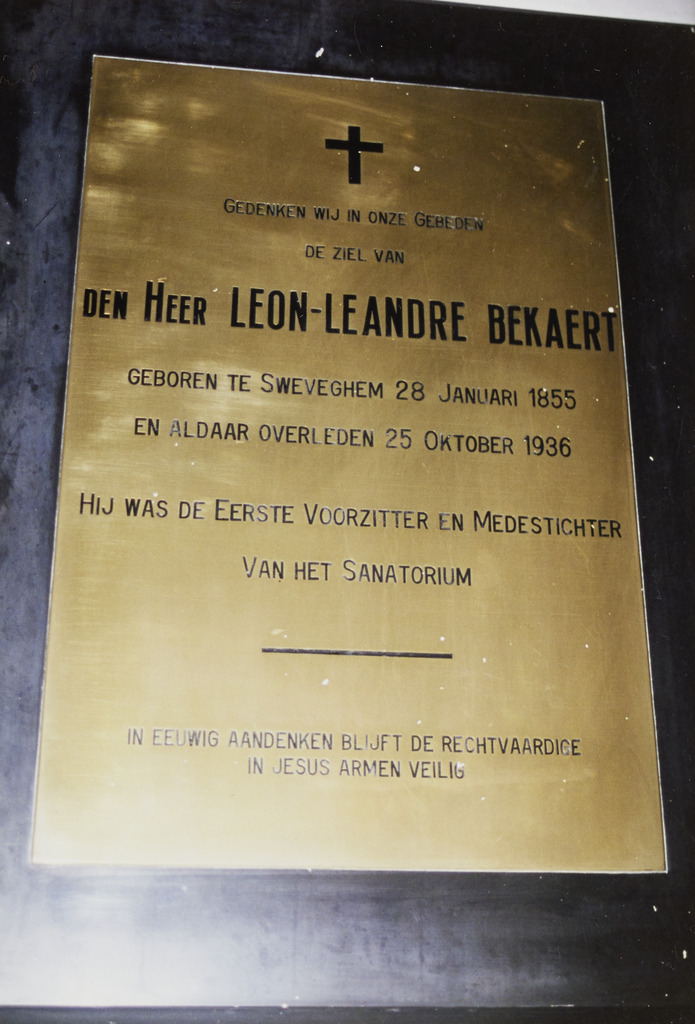 GEDENKEN WIJ IN ONZE GEBEDEN
DE ZIEL VAN
DEN HEER LEON-LEANDRE BEKAERT
GEBOREN TE SWEVEGHEM 28 JANUARI 1855
EN ALDAAR OVERLEDEN 25 OKTOBER 1936
HIJ WAS DE EERSTE VOORZITTER EN MEDESTICHTER
VAN HET SANATORIUM
IN EEUWIG AANDENKEN BLIJFT DE RECHTVAARDIGE
IN JESUS ARMEN VEILIG